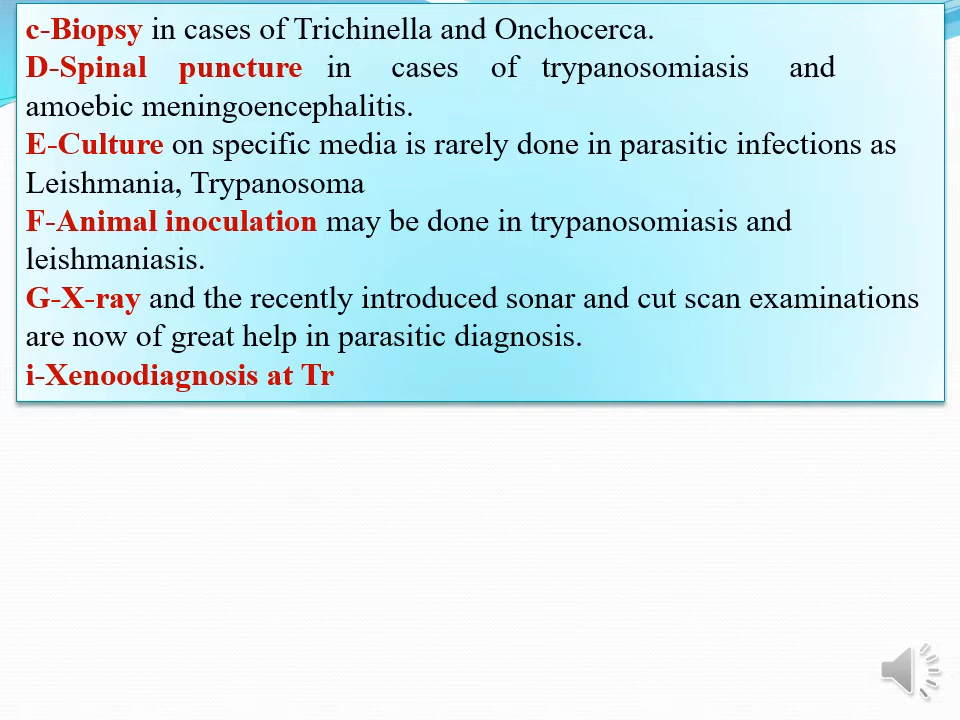 c-Biopsy in cases of Trichinella and Onchocerca.
D-Spinal puncture in cases of trypanosomiasis and
amoebic meningoencephalitis.
E-Culture on specific media is rarely done in parasitic infections as
Leishmania, Trypanosoma
F-Animal inoculation may be done in trypanosomiasis and
leishmaniasis.
G-X-ray and the recently introduced sonar and cut scan examinations
are now of great help in parasitic diagnosis.
i-Xenoodiagnosis at Tr